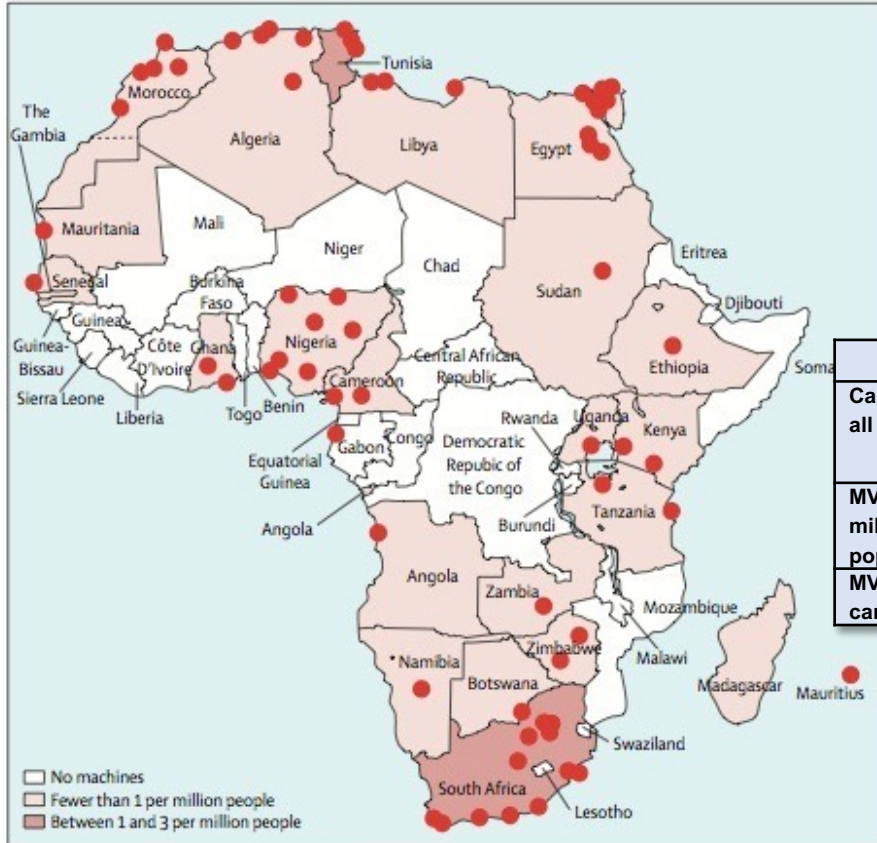 Tunisia
Morocco
The
Gambia
Algeria
Libya
Egypt
Mauritania
Mali
Niger
Chad
Sudan
Eritrea
Djibouti
Senegal
Burkina
Faso
Guinea
Guinea-
Bissau
Côte
D'Ivoire
Ghana
Nigeria
Sierra Leone
Liberia
Togo
Benin
Cameroon
Central African
Republic
Ethiopia
Equatorial
Guinea
Gabon
Congo
Democratic
Repubic of
the Congo
Rwanda
Uganda
Kenya
Burundi
Tanzania
Angola
Angola
Zambia
Mozambique
Malawi
Zimbabwe
Namibia
Botswana
Madagascar
Mauritius
Swaziland
South Africa
Lesotho
No machines
Fewer than 1 per million people
Between 1 and 3 per million people
all